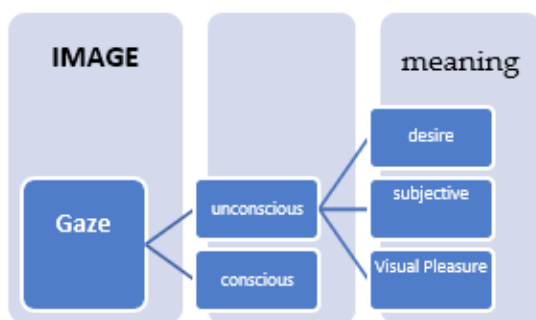 IMAGE
meaning
Gaze
unconscious
conscious
desire
subjective
Visual Pleasure